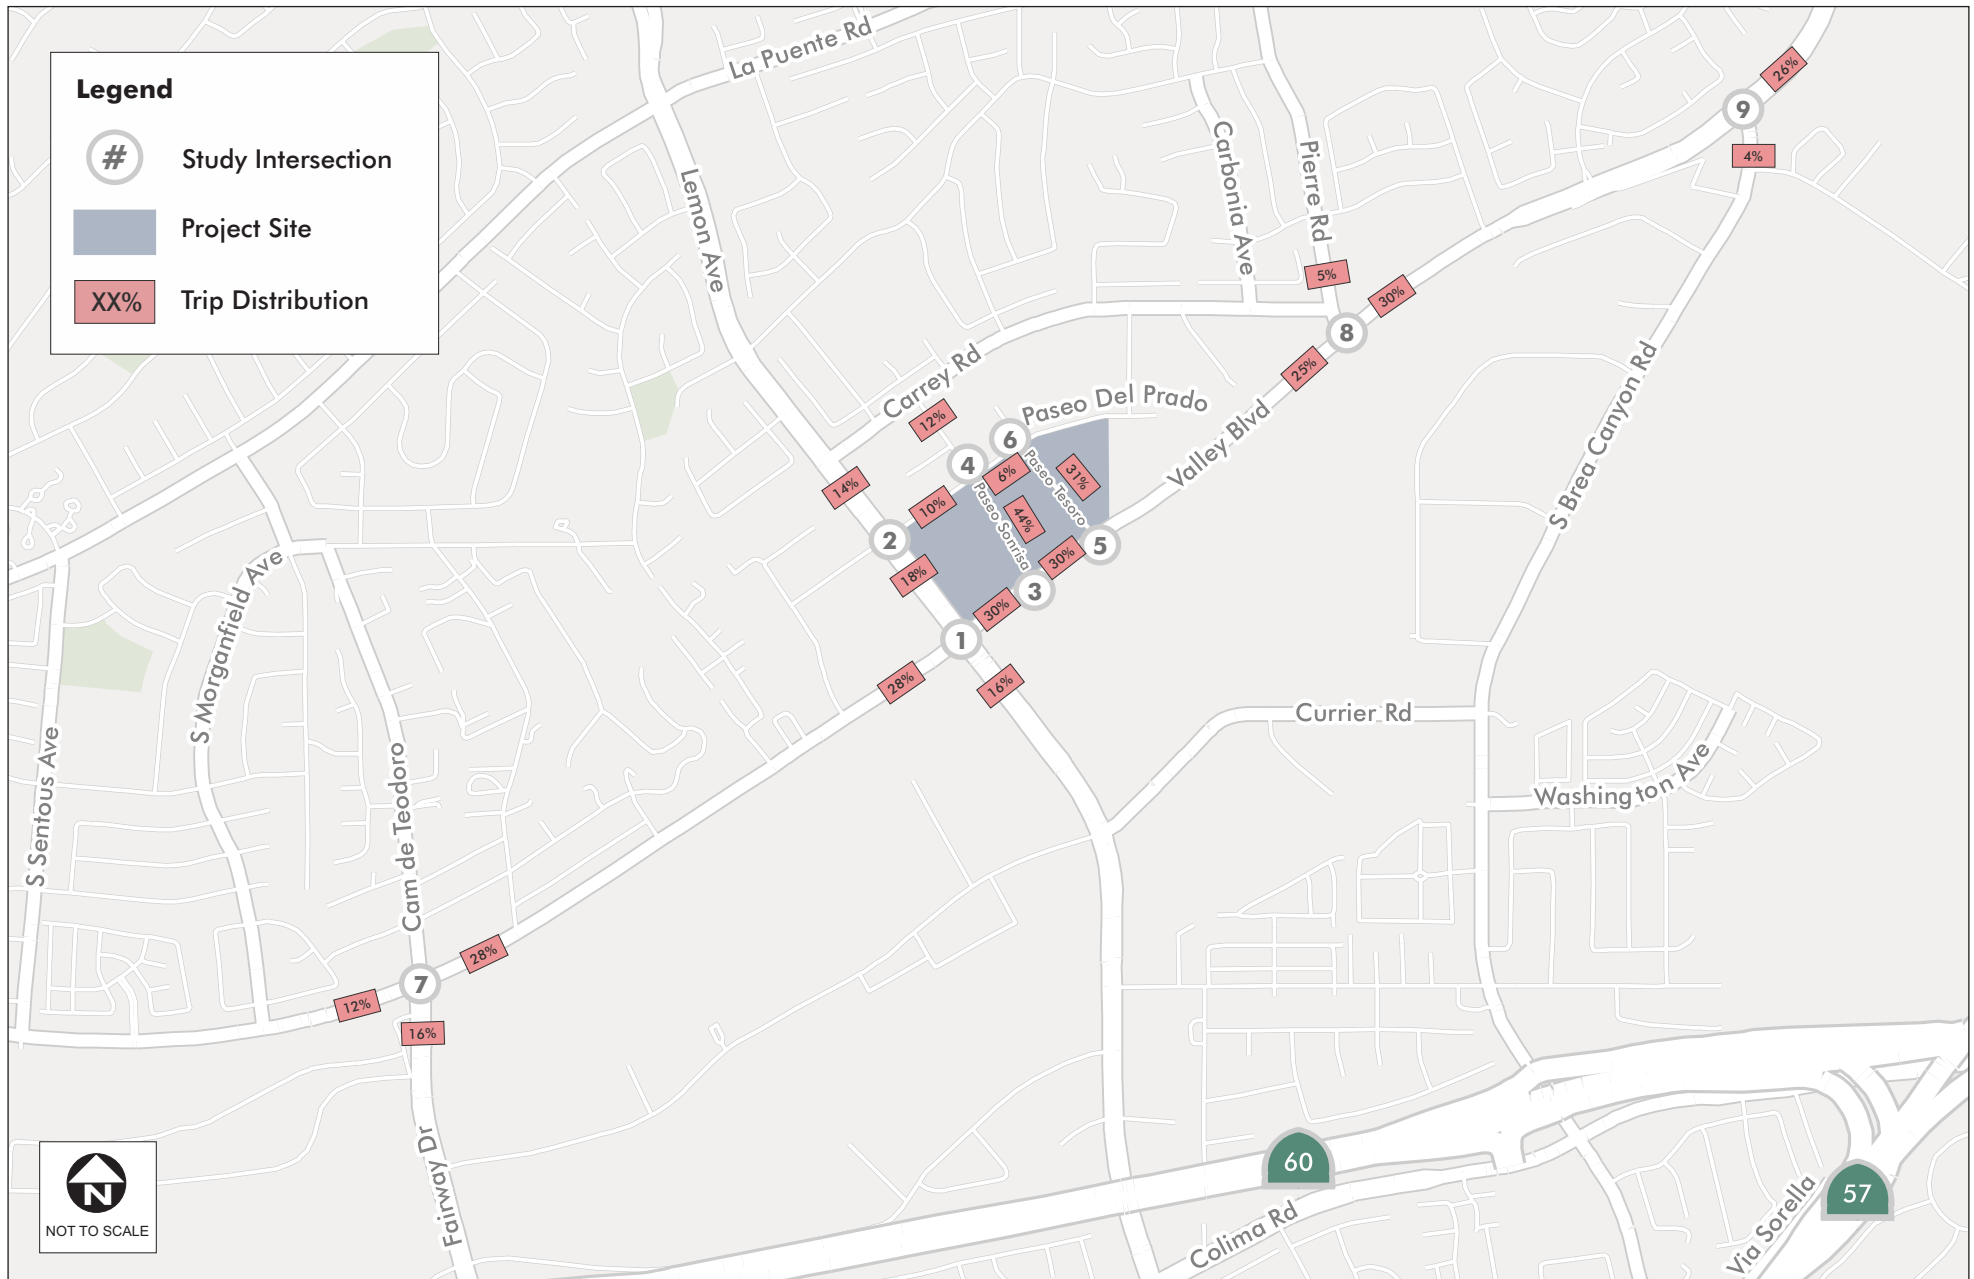 Legend
#
Study Intersection
Project Site
XX%
Trip Distribution
La Puente Rd
Lemon Ave
Carbonia Ave
Pierre Rd
26%
9
4%
5%
30%
8
25%
Carrey Rd
12%
Paseo Del Prado
6
4
6%
Paseo Tesoro
31%
Valley Blvd
S Brea Canyon Rd
14%
10%
Paseo Sonrisa
44%
2
18%
30%
5
3
30%
1
28%
16%
S Morganfield Ave
S Sentous Ave
Cam de Teodoro
Currier Rd
Washington Ave
28%
7
12%
16%
Fairway Dr
N
NOT TO SCALE
60
Colima Rd
57
Via Sorella